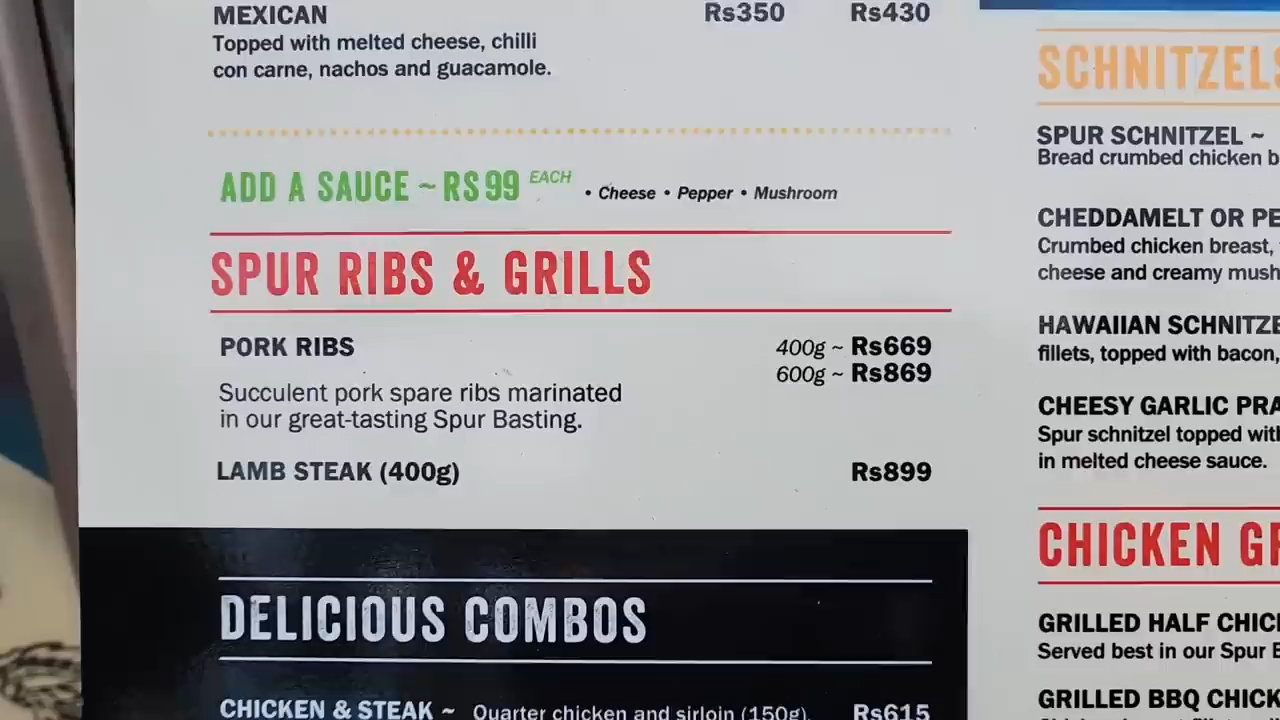 MEXICAN Rs350 Rs430
Topped with melted cheese, chilli
con carne, nachos and guacamole.
ADD A SAUCE ~ RS 99 EACH • Cheese • Pepper • Mushroom
SPUR RIBS & GRILLS
PORK RIBS 400g ~ Rs669
600g ~ Rs869
Succulent pork spare ribs marinated
in our great-tasting Spur Basting.
LAMB STEAK (400g) Rs899
DELICIOUS COMBOS
CHICKEN & STEAK ~ Quarter chicken and sirloin (150g). Rs615
SCHNITZELS
SPUR SCHNITZEL ~
Bread crumbed chicken
CHEDDAMELT OR
Crumbed chicken breast,
cheese and creamy
HAWAIIAN
fillets, topped with bacon,
CHEESY GARLIC
Spur schnitzel topped
in melted cheese sauce.
CHICKEN
GRILLED HALF
Served best in our Spur
GRILLED BBQ